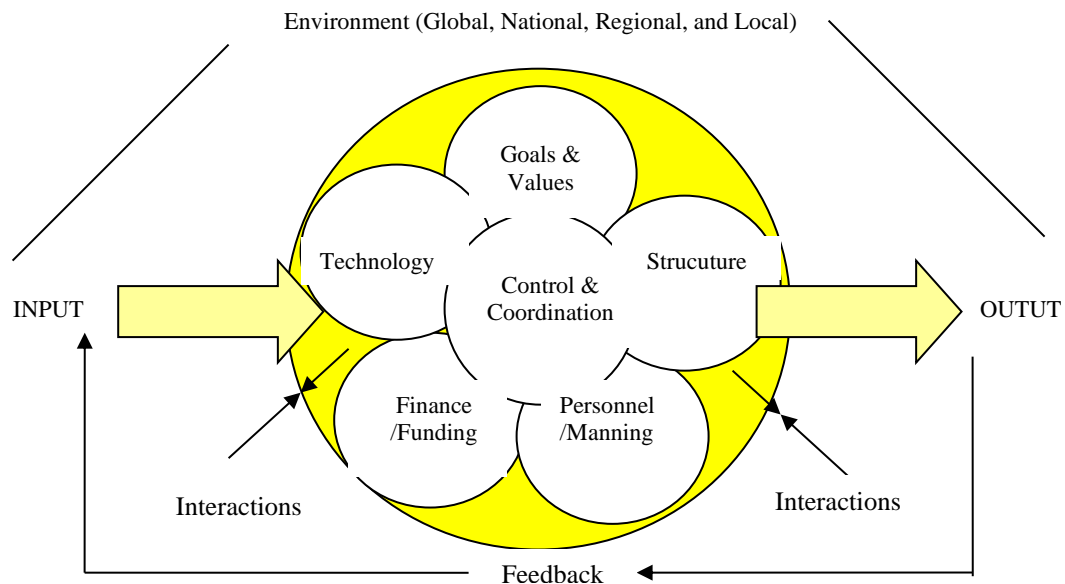 Environment (Global, National, Regional, and Local)
Goals &
Values
Technology
Strucuture
Control &
Coordination
INPUT
OUTUT
Finance
/Funding
Personnel
/Manning
Interactions
Interactions
Feedback